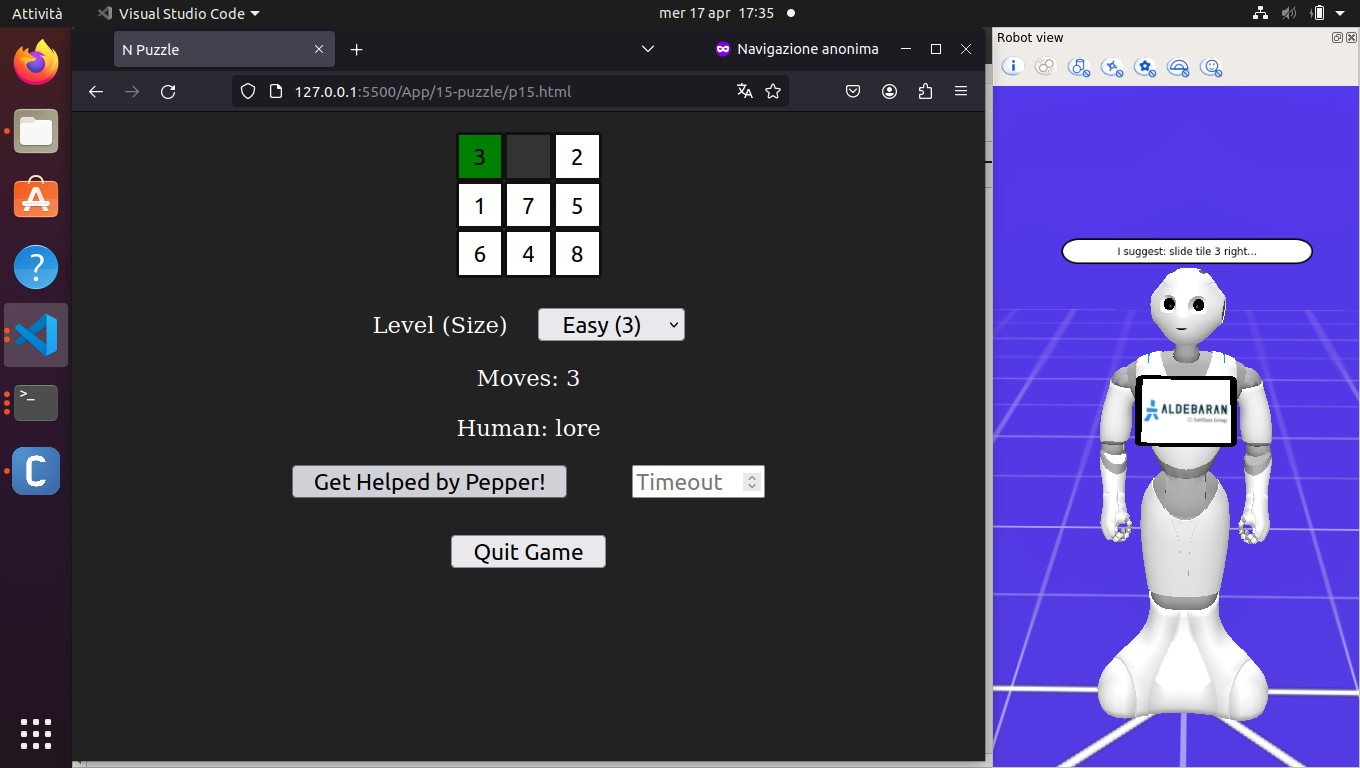 Attività
Visual Studio Code
mer 17 apr 17:35
N Puzzle
Navigazione anonima
127.0.0.1:5500/App/15-puzzle/p15.html
3 2
1 7 5
6 4 8
Level (Size) Easy (3)
Moves: 3
Human: lore
Get Helped by Pepper! Timeout
Quit Game
Robot view
I suggest: slide tile 3 right...
ALDEBARAN